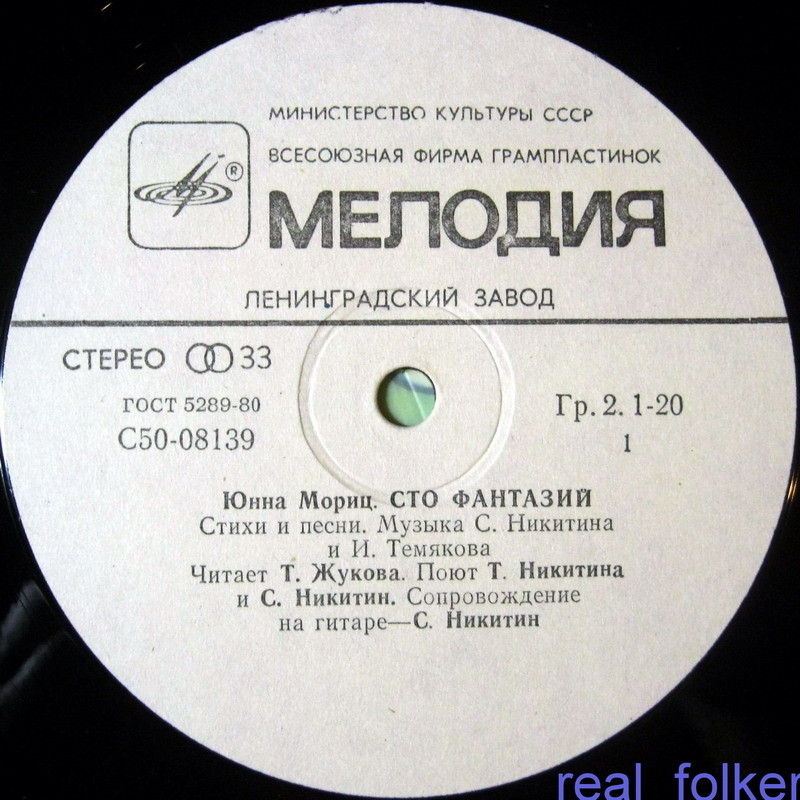 МИНИСТЕРСТВО КУЛЬТУРЫ СССР
ВСЕСОЮЗНАЯ ФИРМА ГРАМПЛАСТИНОК
®
МЕЛОДИЯ
ЛЕНИНГРАДСКИЙ ЗАВОД
СТЕРЕО 33
ГОСТ 5289-80
С50-08139
Гр. 2. 1-20
1
Юнна Мориц. СТО ФАНТАЗИЙ
Стихи и песни. Музыка С. Никитина
и И. Темякова
Читает Т. Жукова. Поют Т. Никитина
и С. Никитин. Сопровождение
на гитаре—С. Никитин
real folker